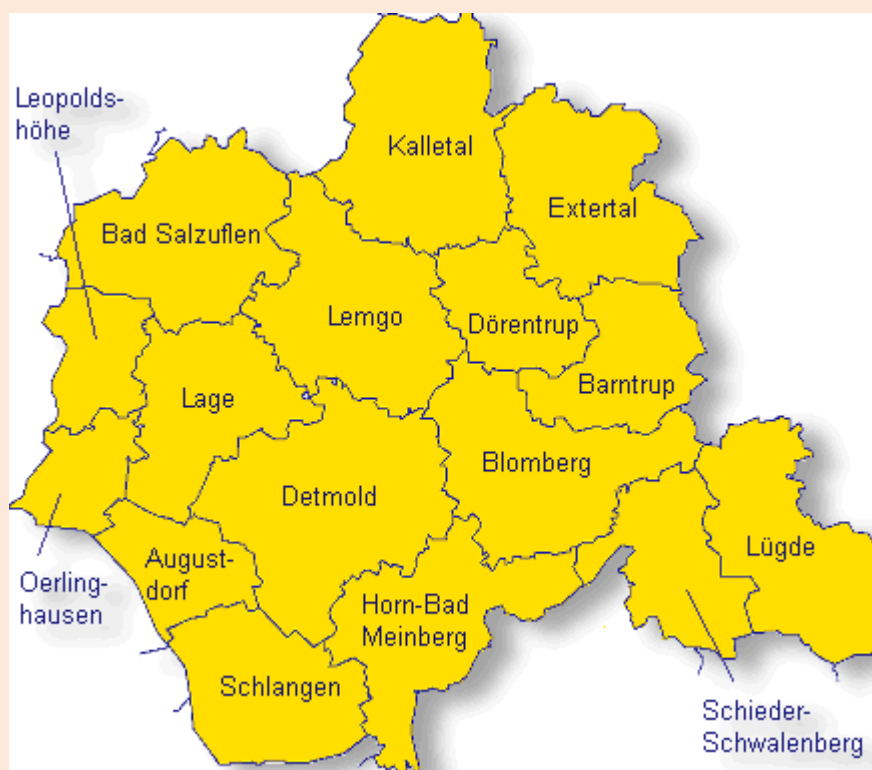 Leopolds-
höhe
Kalletal
Extertal
Bad Salzuflen
Lemgo
Dörentrup
Barntrup
Lage
Blomberg
Detmold
Lügde
August-
dorf
Oerling-
hausen
Horn-Bad
Meinberg
Schlangen
Schieder-
Schwalenberg